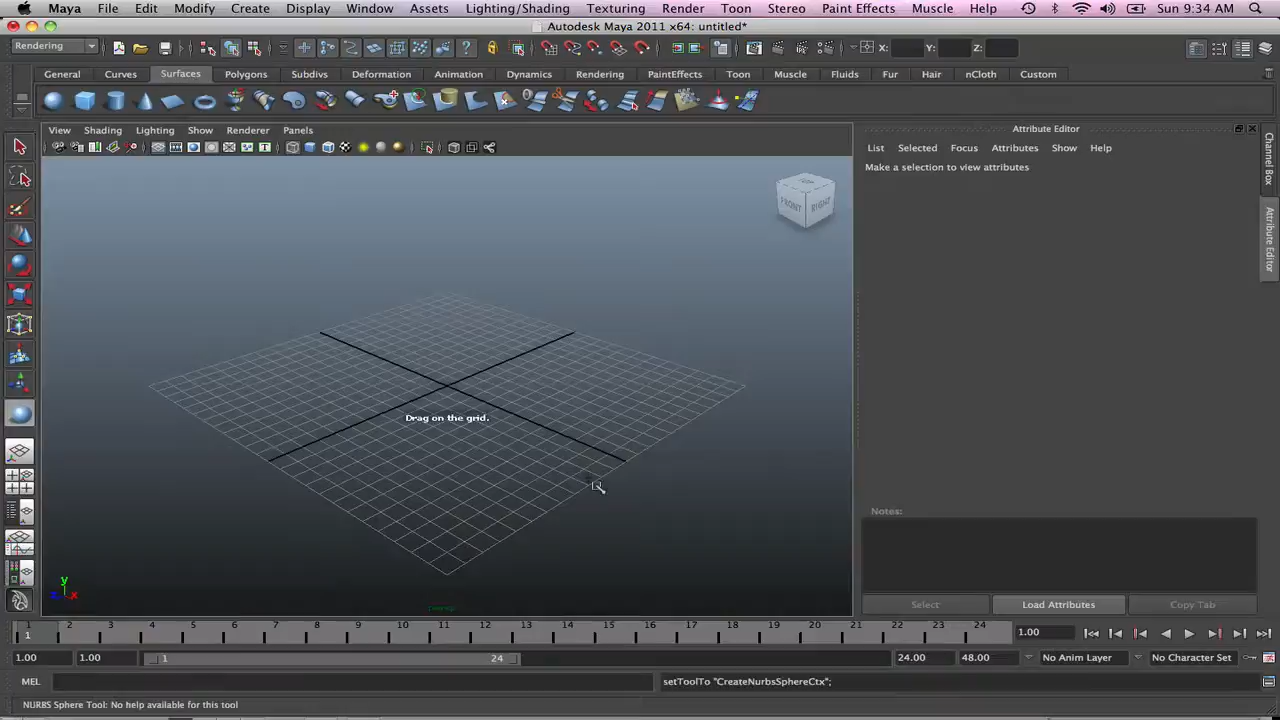 Maya File Edit Modify Create Display Window Assets Lighting/Shading Texturing Render Toon Stereo Paint Effects Muscle Help Sun 9:34 AM
Autodesk Maya 2011 x64: untitled*
Rendering X: Y: Z:
General Curves Surfaces Polygons Subdivs Deformation Animation Dynamics Rendering PaintEffects Toon Muscle Fluids Fur Hair nCloth Custom
View Shading Lighting Show Renderer Panels
Attribute Editor
List Selected Focus Attributes Show Help
Make a selection to view attributes
Channel Box
Attribute Editor
FRONT RIGHT
Drag on the grid.
Notes:
y
z x
persp
Select Load Attributes Copy Tab
1 2 3 4 5 6 7 8 9 10 11 12 13 14 15 16 17 18 19 20 21 22 23 24
1 1.00
1.00 1.00 1 24 24.00 48.00 No Anim Layer No Character Set
MEL setToolTo "CreateNurbsSphereCtx";
NURBS Sphere Tool: No help available for this tool